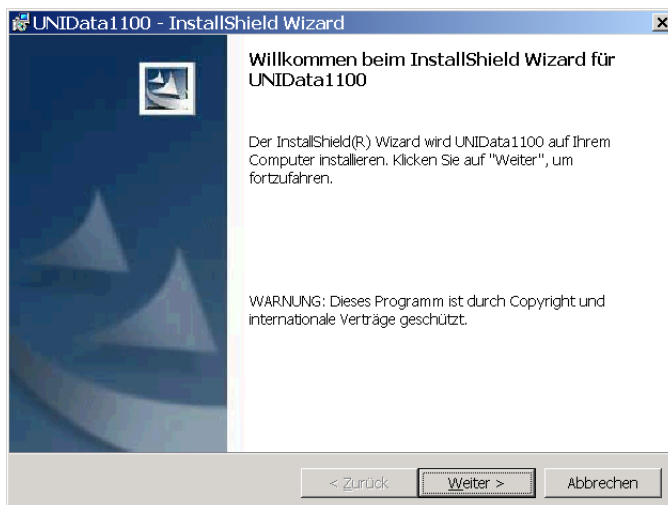 UNIData1100 - InstallShield Wizard
Willkommen beim InstallShield Wizard für
UNIData1100
Der InstallShield(R) Wizard wird UNIData1100 auf Ihrem
Computer installieren. Klicken Sie auf "Weiter", um
fortzufahren.
WARNUNG: Dieses Programm ist durch Copyright und
internationale Verträge geschützt.
< Zurück   Weiter >   Abbrechen